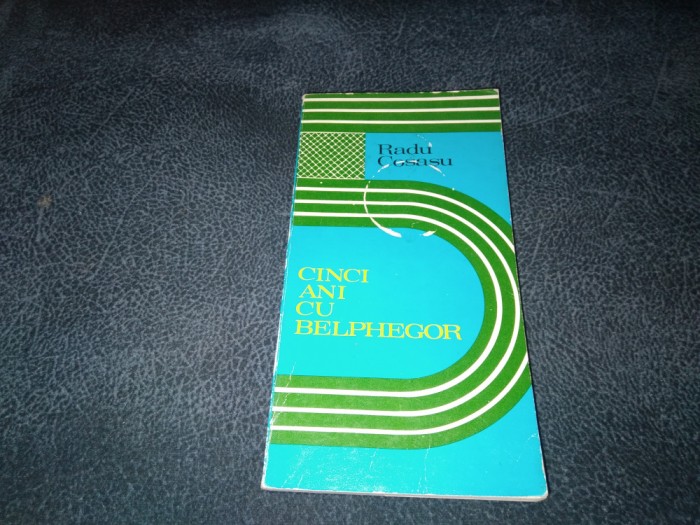 Radu
Cosașu
CINCI
ANI
CU
BELPHEGOR